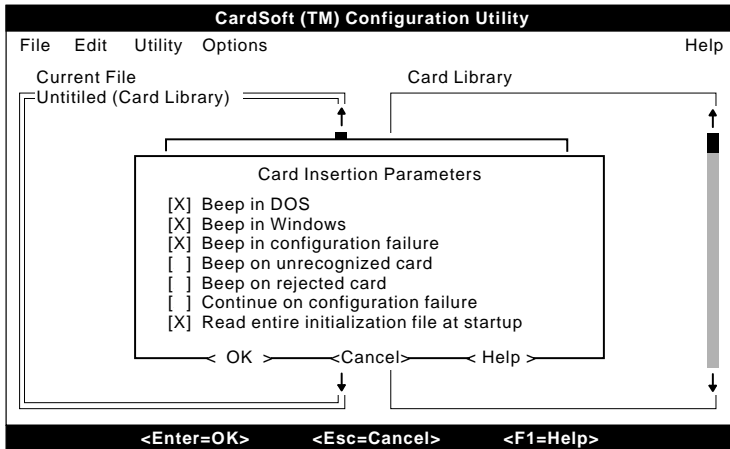 CardSoft (TM) Configuration Utility
File Edit Utility Options Help
Current File Card Library
Untitiled (Card Library)
Card Insertion Parameters
[X] Beep in DOS
[X] Beep in Windows
[X] Beep in configuration failure
[ ] Beep on unrecognized card
[ ] Beep on rejected card
[ ] Continue on configuration failure
[X] Read entire initialization file at startup
< OK > <Cancel> < Help >
<Enter=OK> <Esc=Cancel> <F1=Help>